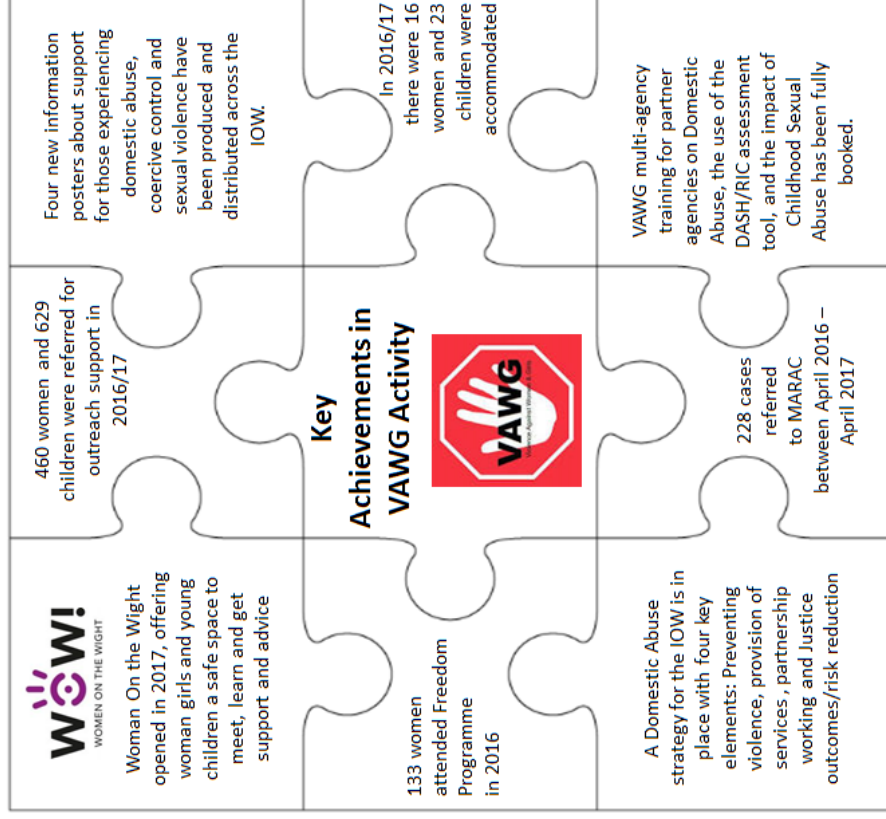 WOW!
WOMEN ON THE WIGHT
Woman On the Wight
opened in 2017, offering
woman girls and young
children a safe space to
meet, learn and get
support and advice
460 women and 629
children were referred for
outreach support in
2016/17
Four new information
posters about support
for those experiencing
domestic abuse,
coercive control and
sexual violence have
been produced and
distributed across the
IOW.
133 women
attended Freedom
Programme
in 2016
Key
Achievements in
VAWG Activity
VAWG
Violence Against Women & Girls
In 2016/17
there were 16
women and 23
children were
accommodated
A Domestic Abuse
strategy for the IOW is in
place with four key
elements: Preventing
violence, provision of
services , partnership
working and Justice
outcomes/risk reduction
228 cases
referred
to MARAC
between April 2016 –
April 2017
VAWG multi-agency
training for partner
agencies on Domestic
Abuse, the use of the
DASH/RIC assessment
tool, and the impact of
Childhood Sexual
Abuse has been fully
booked.